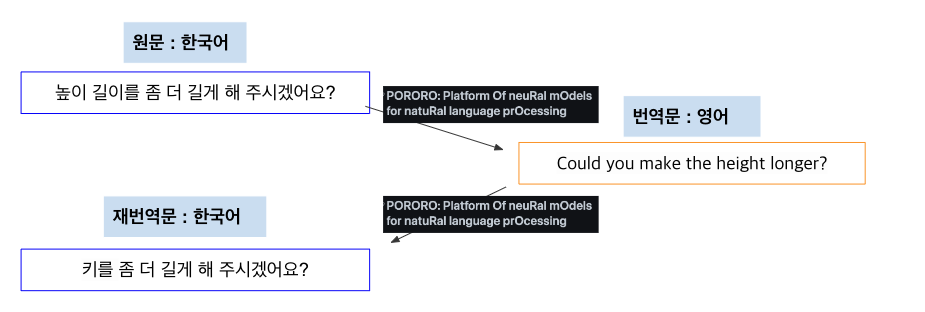 원문 : 한국어
높이 길이를 좀 더 길게 해 주시겠어요?
PORORO: Platform Of neuRal mOdels
for natuRal language prOcessing
번역문 : 영어
Could you make the height longer?
PORORO: Platform Of neuRal mOdels
for natuRal language prOcessing
재번역문 : 한국어
키를 좀 더 길게 해 주시겠어요?